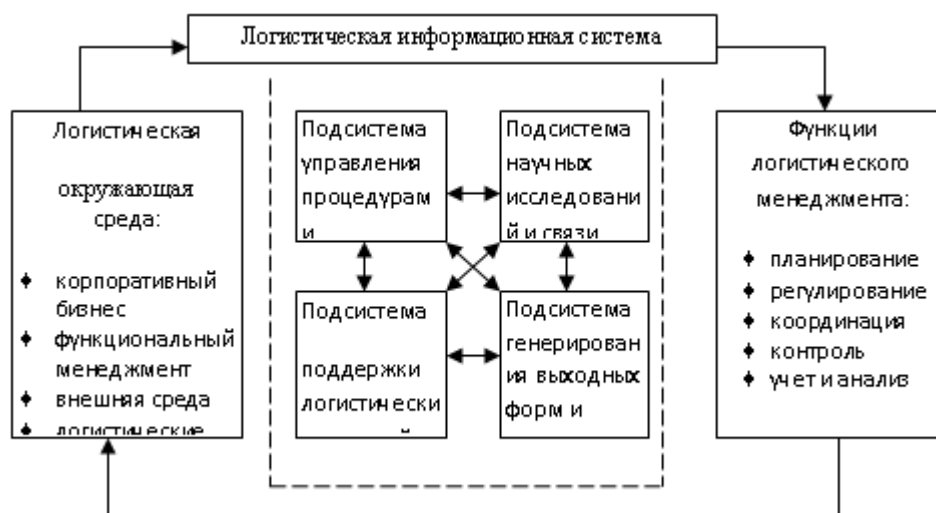 Логистическая информационная система
Логистическая
окружающая
среда:
♦ корпоративный
бизнес
♦ функциональный
менеджмент
♦ внешняя среда
♦ логистические
Подсистема
управления
процедурам
и
Подсистема
научных
исследовани
й и связи
Подсистема
поддержки
логистически
Подсистема
генерирован
ия выходных
форм и
Функции
логистического
менеджмента:
♦ планирование
♦ регулирование
♦ координация
♦ контроль
♦ учет и анализ